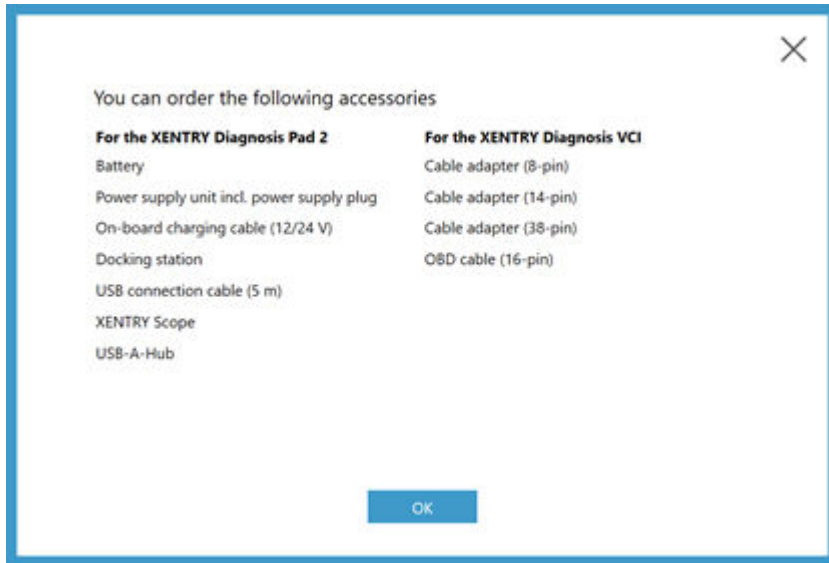 You can order the following accessories
For the XENTRY Diagnosis Pad 2
Battery
Power supply unit incl. power supply plug
On-board charging cable (12/24 V)
Docking station
USB connection cable (5 m)
XENTRY Scope
USB-A-Hub
For the XENTRY Diagnosis VCI
Cable adapter (8-pin)
Cable adapter (14-pin)
Cable adapter (38-pin)
OBD cable (16-pin)
OK